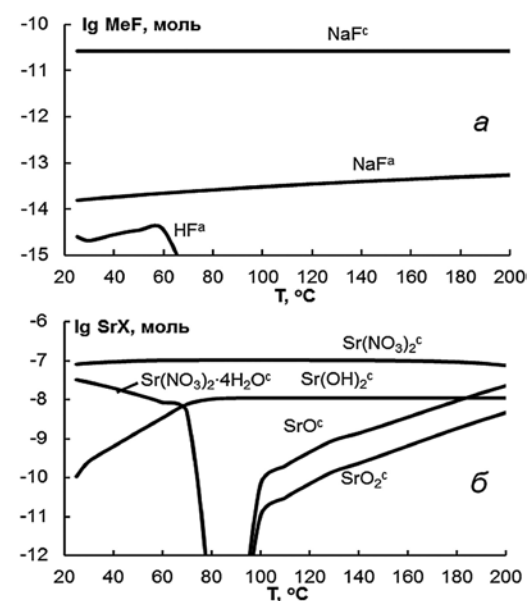 lg MeF, моль
-10
-11
-12
-13
-14
-15
NaFᶜ
а
NaFᵃ
HFᵃ
20 40 60 80 100 120 140 160 180 200
T, °C
lg SrX, моль
-6
-7
-8
-9
-10
-11
-12
Sr(NO₃)₂ᶜ
Sr(NO₃)₂·4H₂Oᶜ
Sr(OH)₂ᶜ
SrOᶜ
SrO₂ᶜ
б
20 40 60 80 100 120 140 160 180 200
T, °C